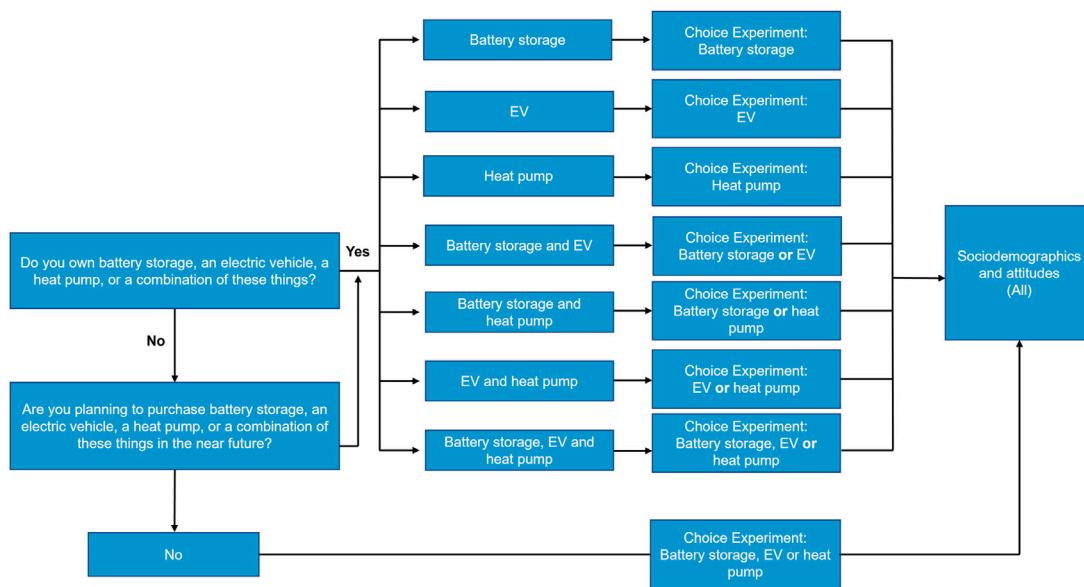 Battery storage
Choice Experiment:
Battery storage
EV
Choice Experiment:
EV
Heat pump
Choice Experiment:
Heat pump
Do you own battery storage, an electric vehicle, a
heat pump, or a combination of these things?
Yes
Battery storage and EV
Choice Experiment:
Battery storage or EV
Sociodemographics
and attitudes
(All)
Battery storage and
heat pump
Choice Experiment:
Battery storage or heat
pump
No
Are you planning to purchase battery storage, an
electric vehicle, a heat pump, or a combination of
these things in the near future?
EV and heat pump
Choice Experiment:
EV or heat pump
Battery storage, EV and
heat pump
Choice Experiment:
Battery storage, EV or
heat pump
No
Choice Experiment:
Battery storage, EV or heat
pump